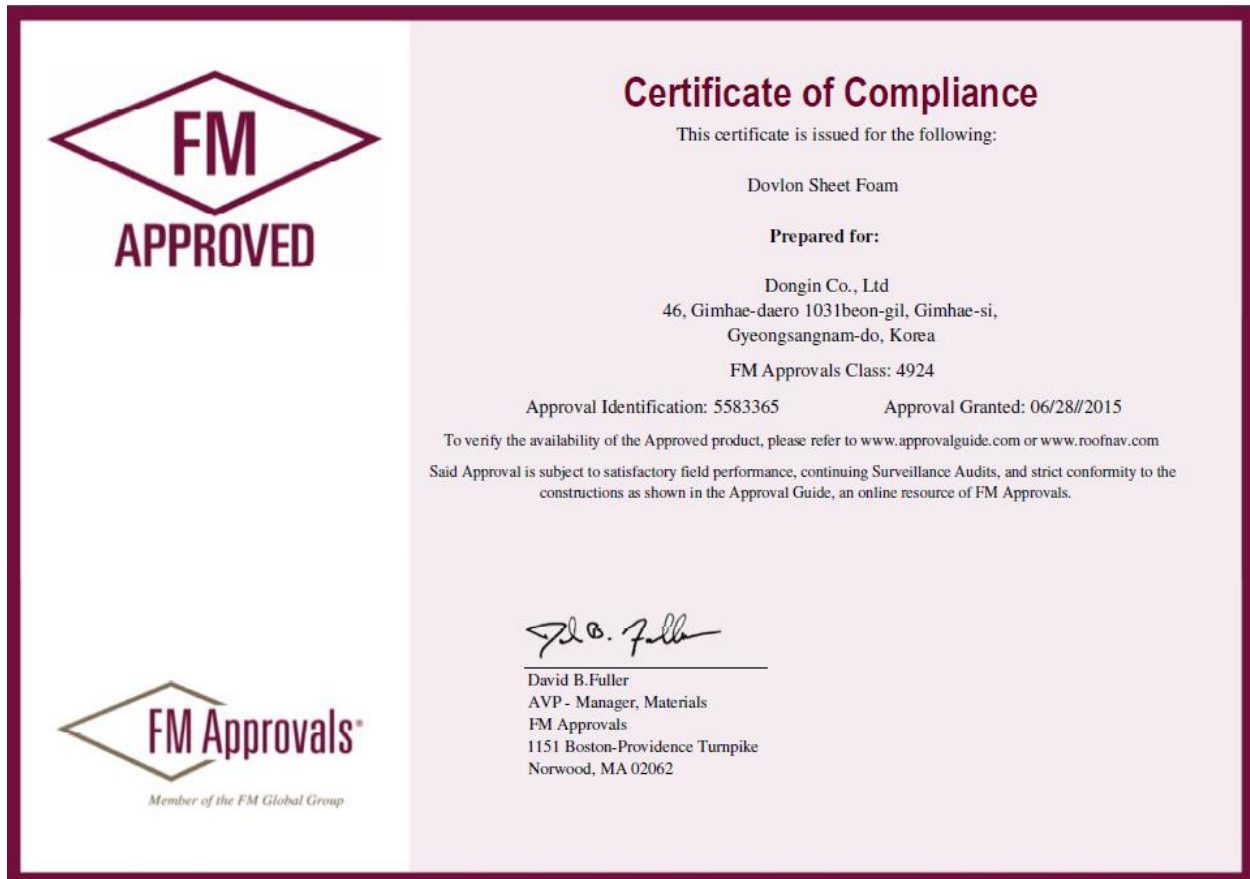 FM
APPROVED
Certificate of Compliance
This certificate is issued for the following:
Dovlon Sheet Foam
Prepared for:
Dongin Co., Ltd
46, Gimhae-daero 1031beon-gil, Gimhae-si,
Gyeongsangnam-do, Korea
FM Approvals Class: 4924
Approval Identification: 5583365 Approval Granted: 06/28//2015
To verify the availability of the Approved product, please refer to www.approvalguide.com or www.roofnav.com
Said Approval is subject to satisfactory field performance, continuing Surveillance Audits, and strict conformity to the
constructions as shown in the Approval Guide, an online resource of FM Approvals.
David B.Fuller
AVP - Manager, Materials
FM Approvals
1151 Boston-Providence Turnpike
Norwood, MA 02062
FM Approvals®
Member of the FM Global Group